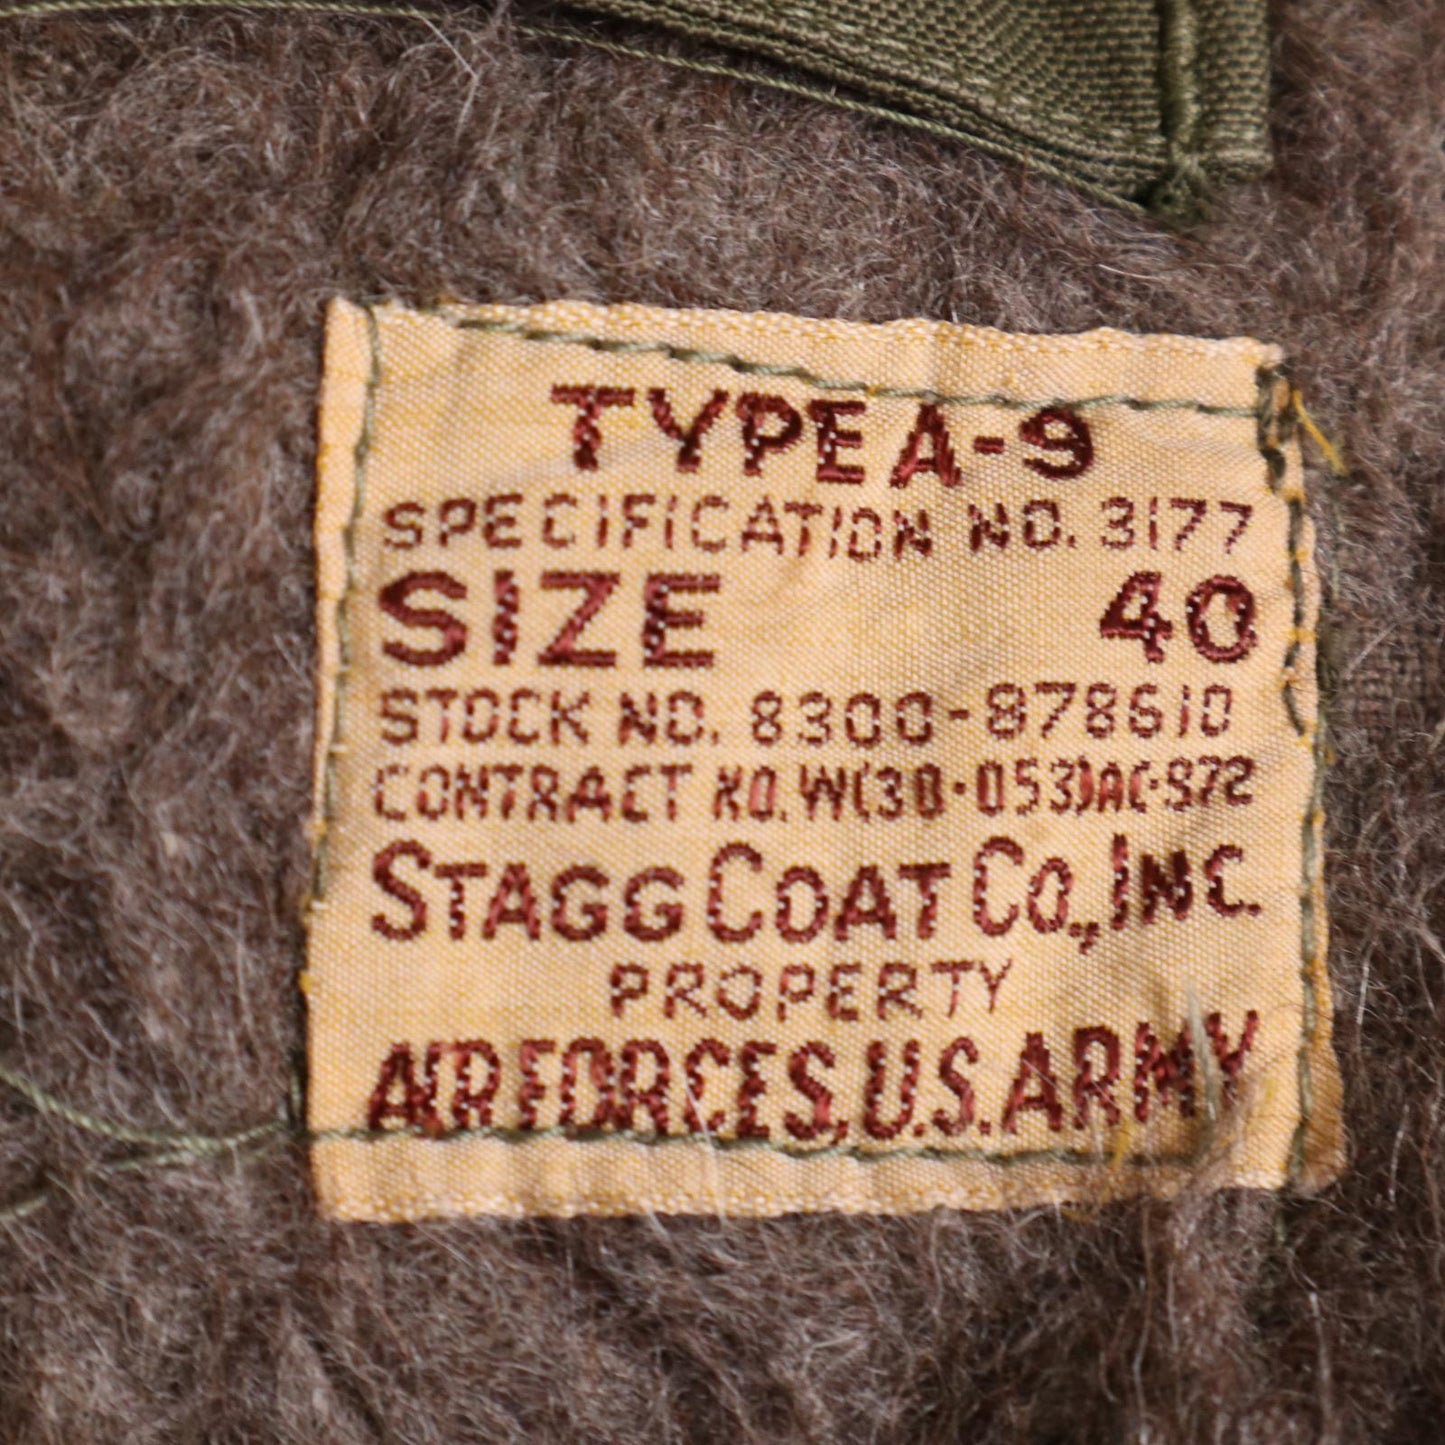 TYPE A-9
SPECIFICATION NO. 3177
SIZE 40
STOCK NO. 8300-878610
CONTRACT NO. W(30-053)AC-972
STAGG COAT CO., INC.
PROPERTY
AIR FORCES, U.S. ARMY